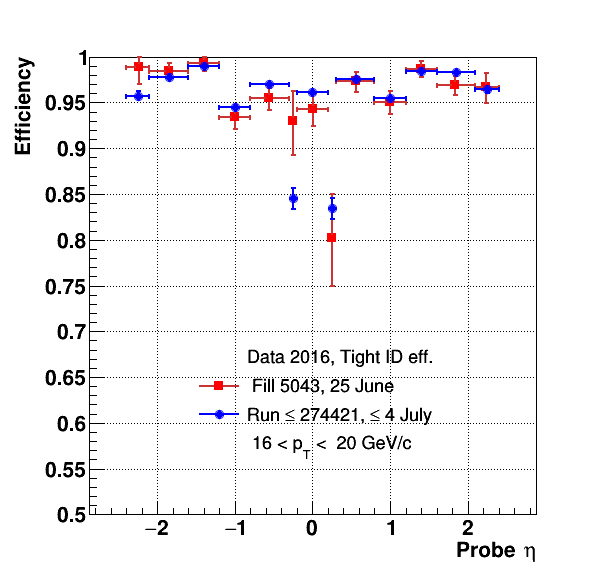 Efficiency
1
0.95
0.9
0.85
0.8
0.75
0.7
0.65
0.6
0.55
0.5
Data 2016, Tight ID eff.
Fill 5043, 25 June
Run ≤ 274421, ≤ 4 July
16 < p_T < 20 GeV/c
−2 −1 0 1 2
Probe η